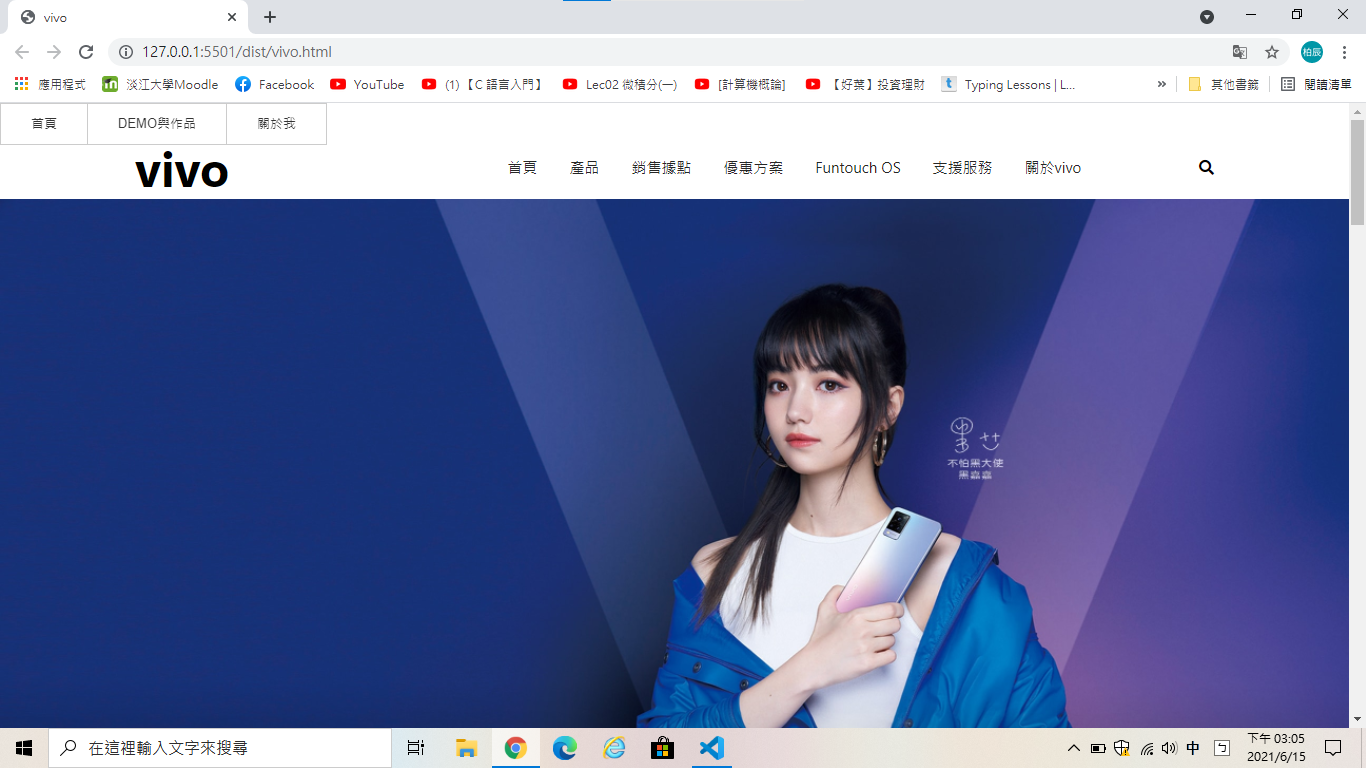 vivo
127.0.0.1:5501/dist/vivo.html
柏辰
應用程式
淡江大學Moodle
Facebook
YouTube
(1)【C 語言入門】
Lec02 微積分(一)
[計算機概論]
【好葉】投資理財
Typing Lessons | L...
»
其他書籤
閱讀清單
首頁
DEMO與作品
關於我
vivo
首頁
產品
銷售據點
優惠方案
Funtouch OS
支援服務
關於vivo
不怕黑大使
黑嘉嘉
在這裡輸入文字來搜尋
中
ㄅ
下午 03:05
2021/6/15